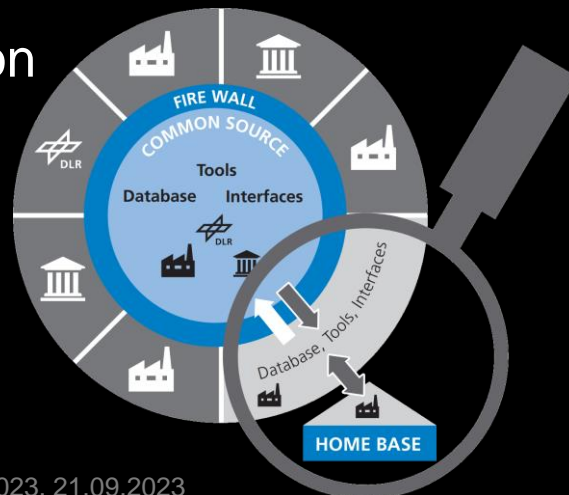 on
FIRE WALL
COMMON SOURCE
Tools
Database Interfaces
DLR
DLR
Database, Tools, Interfaces
HOME BASE
023, 21.09.2023